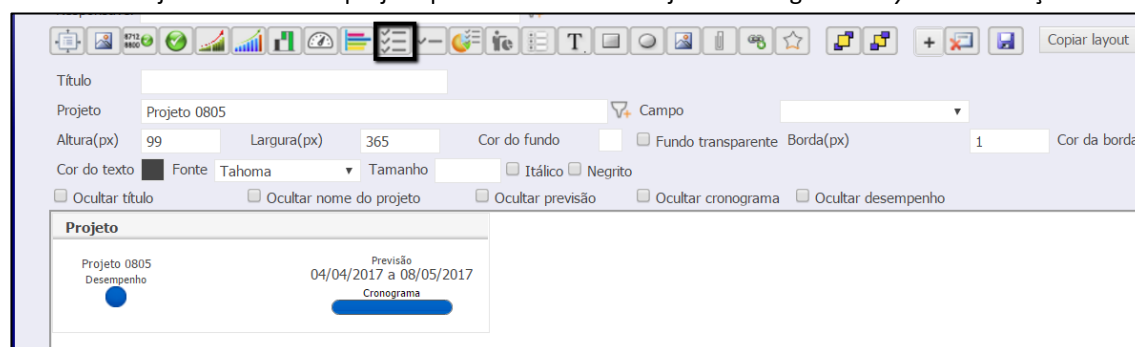 8712
8800
T
+
Copiar layout
Título
Projeto Projeto 0805 Campo
Altura(px) 99 Largura(px) 365 Cor do fundo Fundo transparente Borda(px) 1 Cor da borda
Cor do texto Fonte Tahoma Tamanho Itálico Negrito
Ocultar título Ocultar nome do projeto Ocultar previsão Ocultar cronograma Ocultar desempenho
Projeto
Projeto 0805
Desempenho
Previsão
04/04/2017 a 08/05/2017
Cronograma